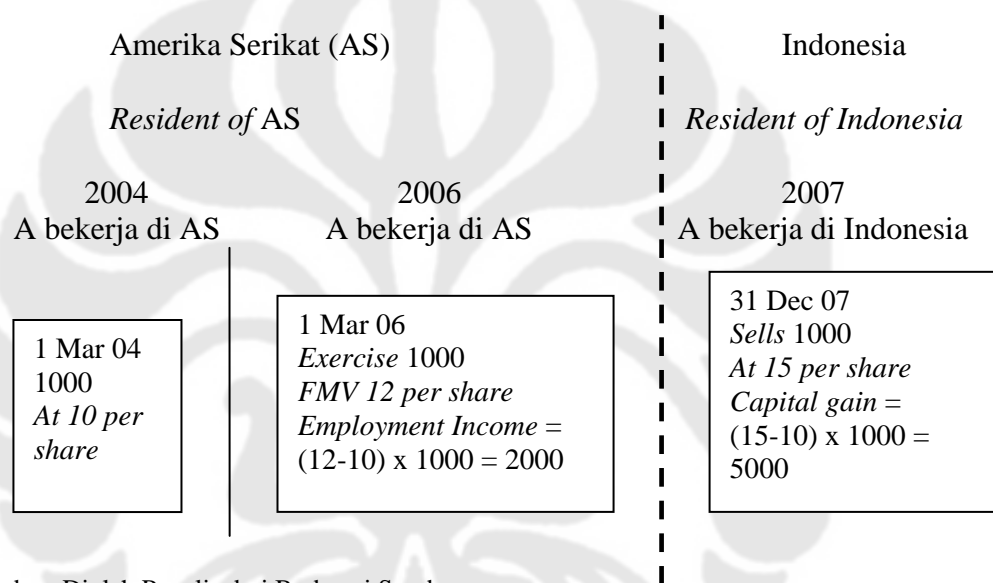 Amerika Serikat (AS)
Indonesia
Resident of AS
Resident of Indonesia
2004
A bekerja di AS
2006
A bekerja di AS
2007
A bekerja di Indonesia
1 Mar 04
1000
At 10 per
share
1 Mar 06
Exercise 1000
FMV 12 per share
Employment Income =
(12-10) x 1000 = 2000
31 Dec 07
Sells 1000
At 15 per share
Capital gain =
(15-10) x 1000 =
5000